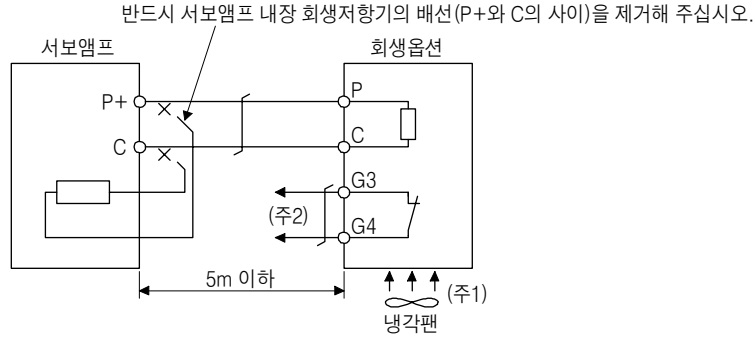 반드시 서보앰프 내장 회생저항기의 배선(P+와 C의 사이)을 제거해 주십시오.
서보앰프
회생옵션
P+
P
C
C
G3
(주2)
G4
5m 이하
(주1)
냉각팬